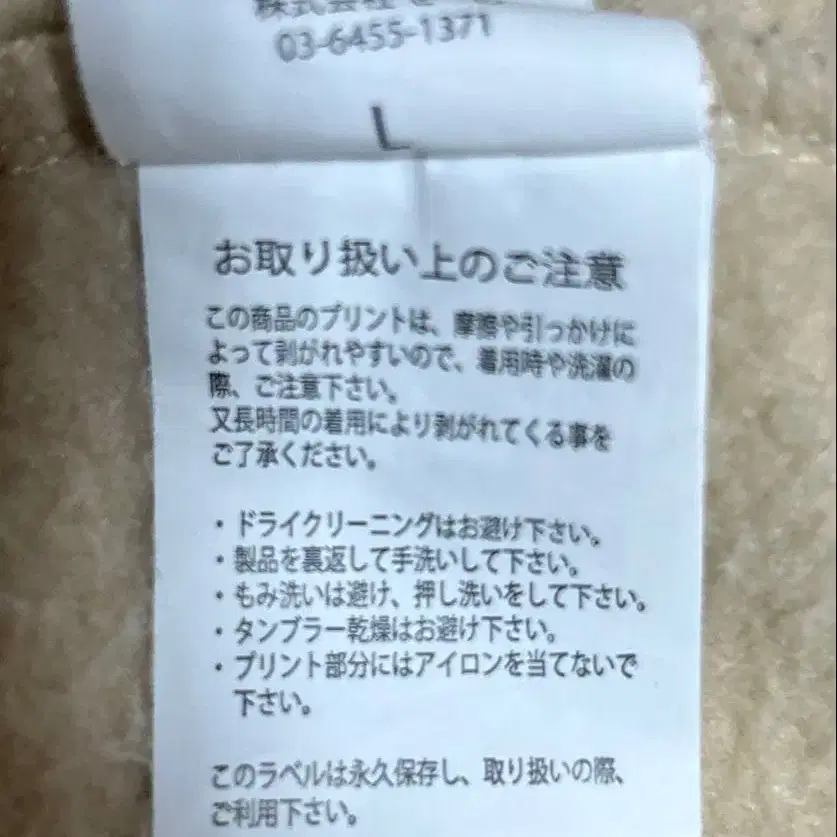 株式会社
03-6455-1371
L
お取り扱い上のご注意
この商品のプリントは、摩擦や引っかけに
よって剥がれやすいので、着用時や洗濯の
際、ご注意下さい。
又長時間の着用により剥がれてくる事を
ご了承ください。
・ドライクリーニングはお避け下さい。
・製品を裏返して手洗いして下さい。
・もみ洗いは避け、押し洗いをして下さい。
・タンブラー乾燥はお避け下さい。
・プリント部分にはアイロンを当てないで
下さい。
このラベルは永久保存し、取り扱いの際、
ご利用下さい。